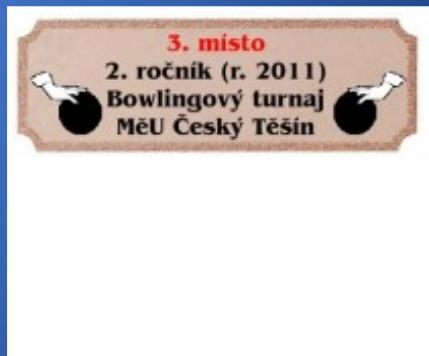 3. místo
2. ročník (r. 2011)
Bowlingový turnaj
MěU Český Těšín